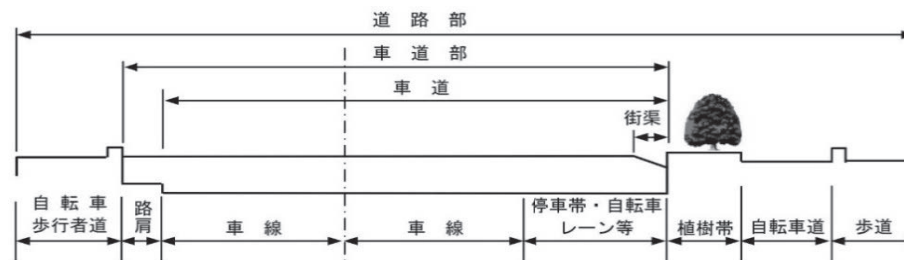 道路部
車道部
車道
街渠
自転車
歩行者道
路肩
車線
車線
停車帯・自転車
レーン等
植樹帯
自転車道
歩道